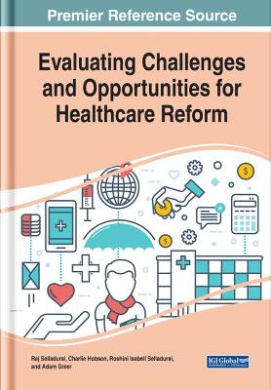 Premier Reference Source
Evaluating Challenges
and Opportunities for
Healthcare Reform
Raj Selladurai, Charlie Hobson, Roshini Isabell Selladurai,
and Adam Greer
IGI Global